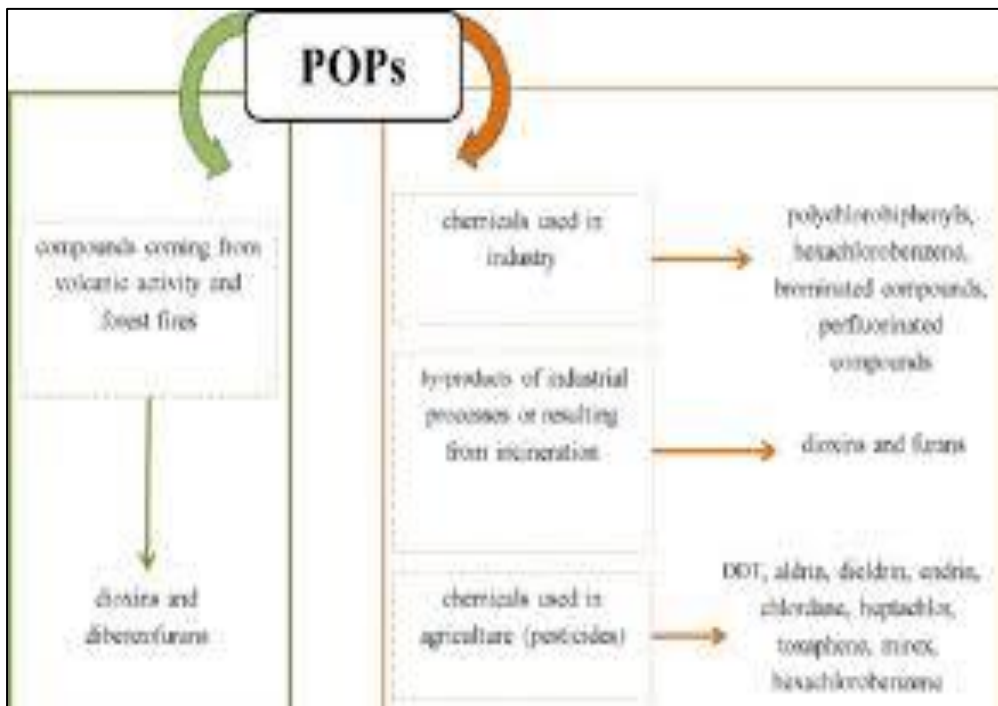 POPs
compounds coming from
volcanic activity and
forest fires
dioxins and
dibenzofurans
chemicals used in
industry
polychlorobiphenyls,
hexachlorobenzene,
brominated compounds,
perfluorinated
compounds
by-products of industrial
processes or resulting
from incineration
dioxins and furans
chemicals used in
agriculture (pesticides)
DDT, aldrin, dieldrin, endrin,
chlordane, heptachlor,
toxaphene, mirex,
hexachlorobenzene